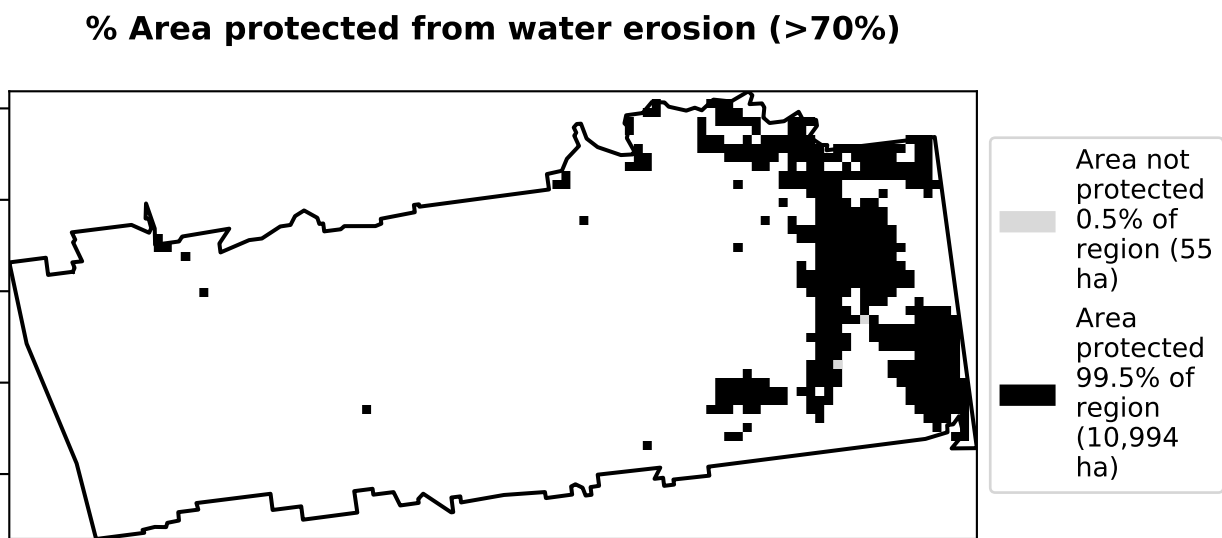 % Area protected from water erosion (>70%)
Area not
protected
0.5% of
region (55
ha)
Area
protected
99.5% of
region
(10,994
ha)